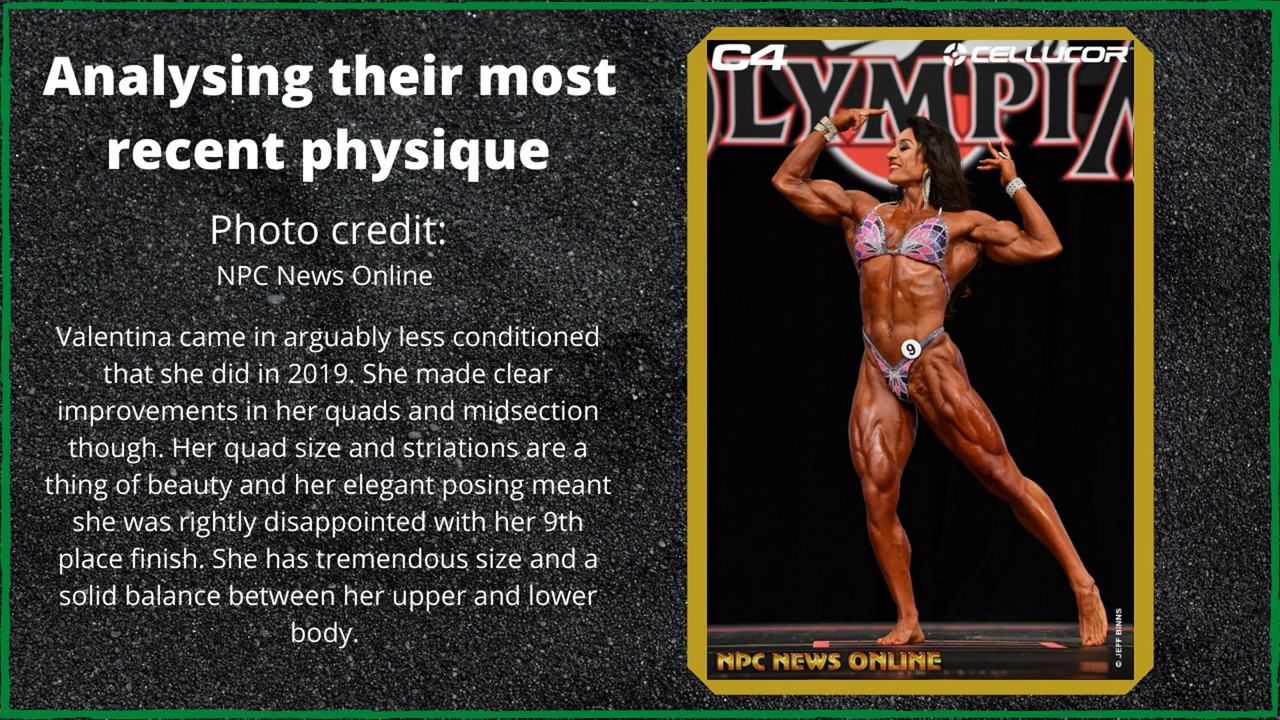 Analysing their most
recent physique
Photo credit:
NPC News Online
Valentina came in arguably less conditioned
that she did in 2019. She made clear
improvements in her quads and midsection
though. Her quad size and striations are a
thing of beauty and her elegant posing meant
she was rightly disappointed with her 9th
place finish. She has tremendous size and a
solid balance between her upper and lower
body.
C4 CELLUCOR
OLYMPIA
9
NPC NEWS ONLINE
© JEFF BINNS